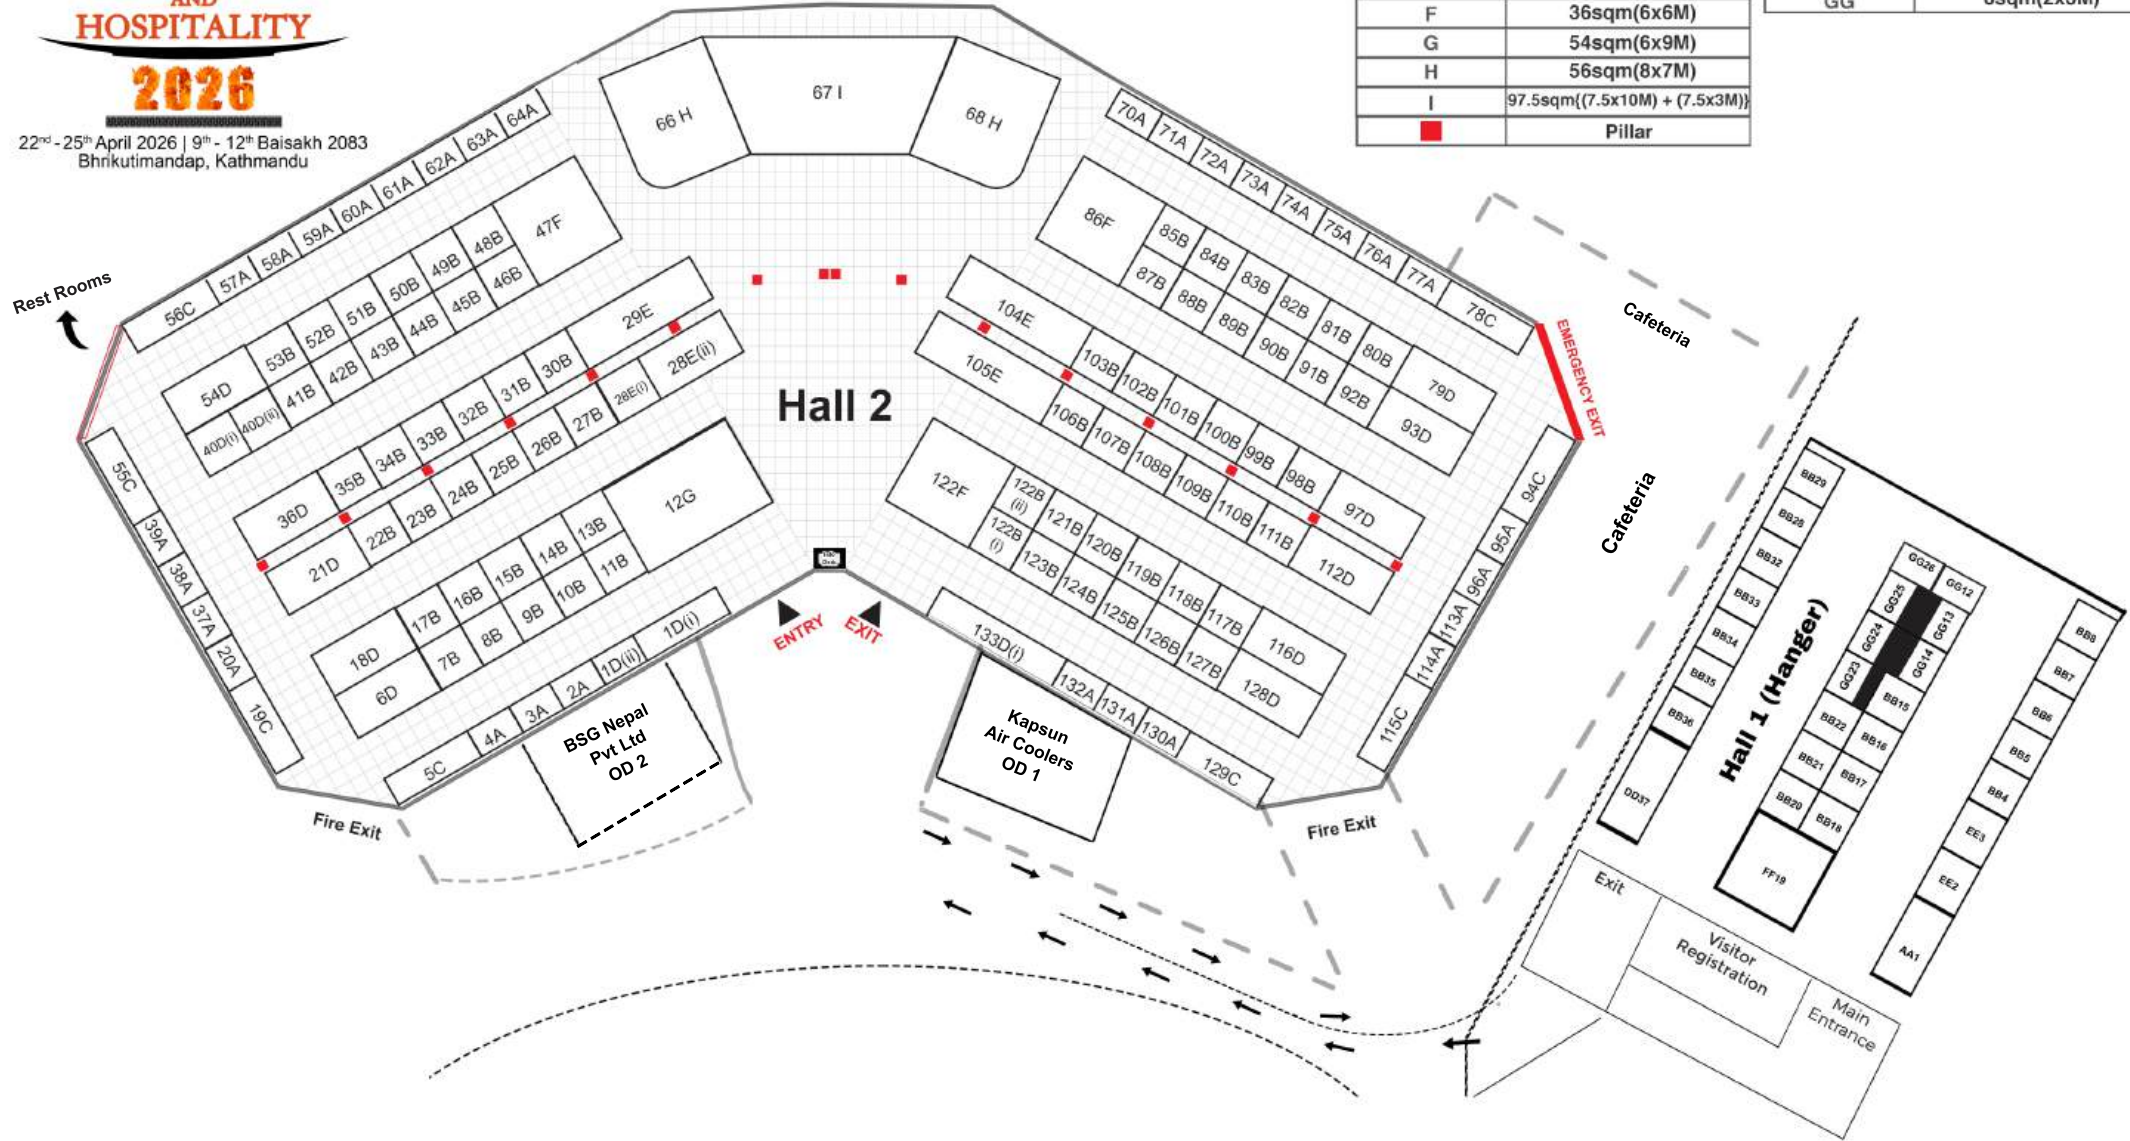 AND
HOSPITALITY
2026
22nd - 25th April 2026 | 9th - 12th Baisakh 2083
Bhrikutimandap, Kathmandu
F 36sqm(6x6M)
G 54sqm(6x9M)
H 56sqm(8x7M)
I 97.5sqm{(7.5x10M) + (7.5x3M)}
Pillar
GG
Rest Rooms
66 H
67 I
68 H
56C
57A
58A
59A
60A
61A
62A
63A
64A
54D
53B
52B
51B
50B
49B
48B
47F
40D(i)
40D(ii)
41B
42B
43B
44B
45B
46B
36D
35B
34B
33B
32B
31B
30B
29E
21D
22B
23B
24B
25B
26B
27B
28E(i)
28E(ii)
18D
17B
16B
15B
14B
13B
12G
6D
7B
8B
9B
10B
11B
55C
39A
38A
37A
20A
19C
5C
4A
3A
2A
1D(ii)
1D(i)
Hall 2
ENTRY
EXIT
BSG Nepal
Pvt Ltd
OD 2
Kapsun
Air Coolers
OD 1
Fire Exit
Fire Exit
70A
71A
72A
73A
74A
75A
76A
77A
78C
86F
85B
84B
83B
82B
81B
80B
79D
87B
88B
89B
90B
91B
92B
93D
104E
103B
102B
101B
100B
99B
98B
97D
105E
106B
107B
108B
109B
110B
111B
112D
122F
122B
(ii)
121B
120B
119B
118B
117B
116D
122B
(i)
123B
124B
125B
126B
127B
128D
94C
95A
96A
113A
114A
115C
133D(i)
132A
131A
130A
129C
EMERGENCY EXIT
Cafeteria
Cafeteria
Hall 1 (Hanger)
BB29
BB28
BB32
BB33
BB34
BB35
BB36
DD37
GG26
GG12
GG25
GG13
GG24
GG14
GG23
BB15
BB22
BB16
BB21
BB17
BB20
BB18
FF19
BB8
BB7
BB6
BB5
BB4
EE3
EE2
AA1
Exit
Visitor
Registration
Main
Entrance